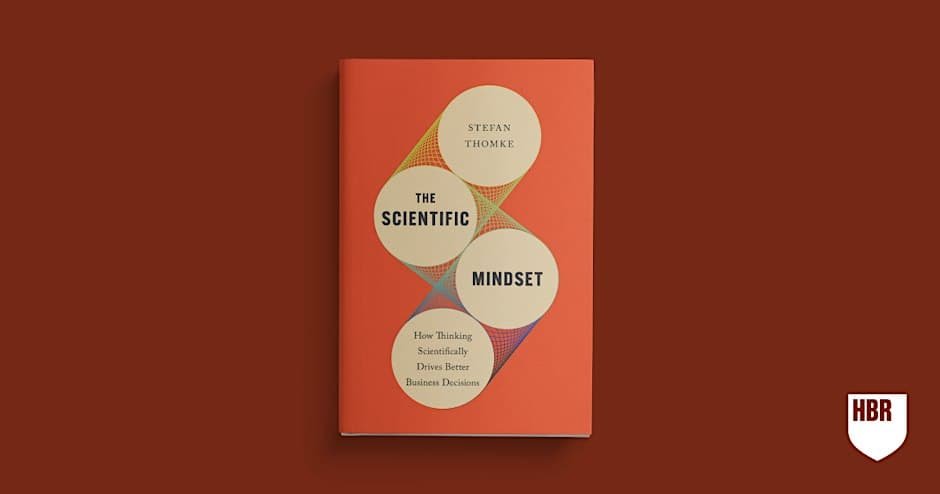 STEFAN
THOMKE
THE
SCIENTIFIC
MINDSET
How Thinking
Scientifically
Drives Better
Business Decisions
HBR